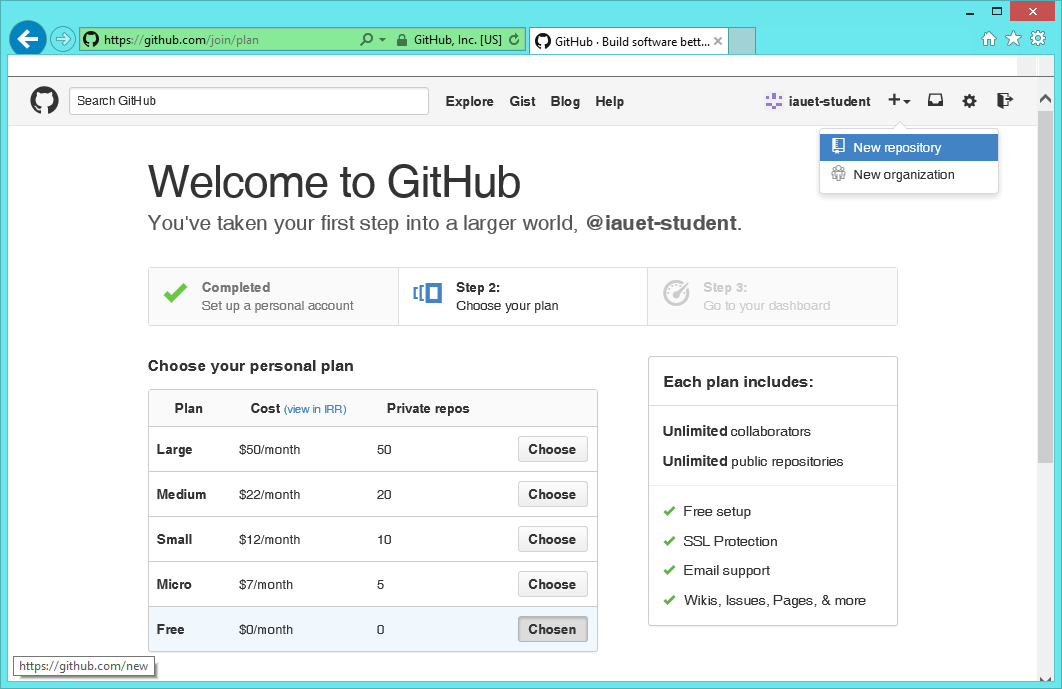 https://github.com/join/plan
GitHub, Inc. [US]
GitHub · Build software bett...
Search GitHub
Explore Gist Blog Help
iauet-student
New repository
New organization
Welcome to GitHub
You've taken your first step into a larger world, @iauet-student.
Completed
Set up a personal account
Step 2:
Choose your plan
Step 3:
Go to your dashboard
Choose your personal plan
Plan Cost (view in IRR) Private repos
Large $50/month 50 Choose
Medium $22/month 20 Choose
Small $12/month 10 Choose
Micro $7/month 5 Choose
Free $0/month 0 Chosen
Each plan includes:
Unlimited collaborators
Unlimited public repositories
Free setup
SSL Protection
Email support
Wikis, Issues, Pages, & more
https://github.com/new